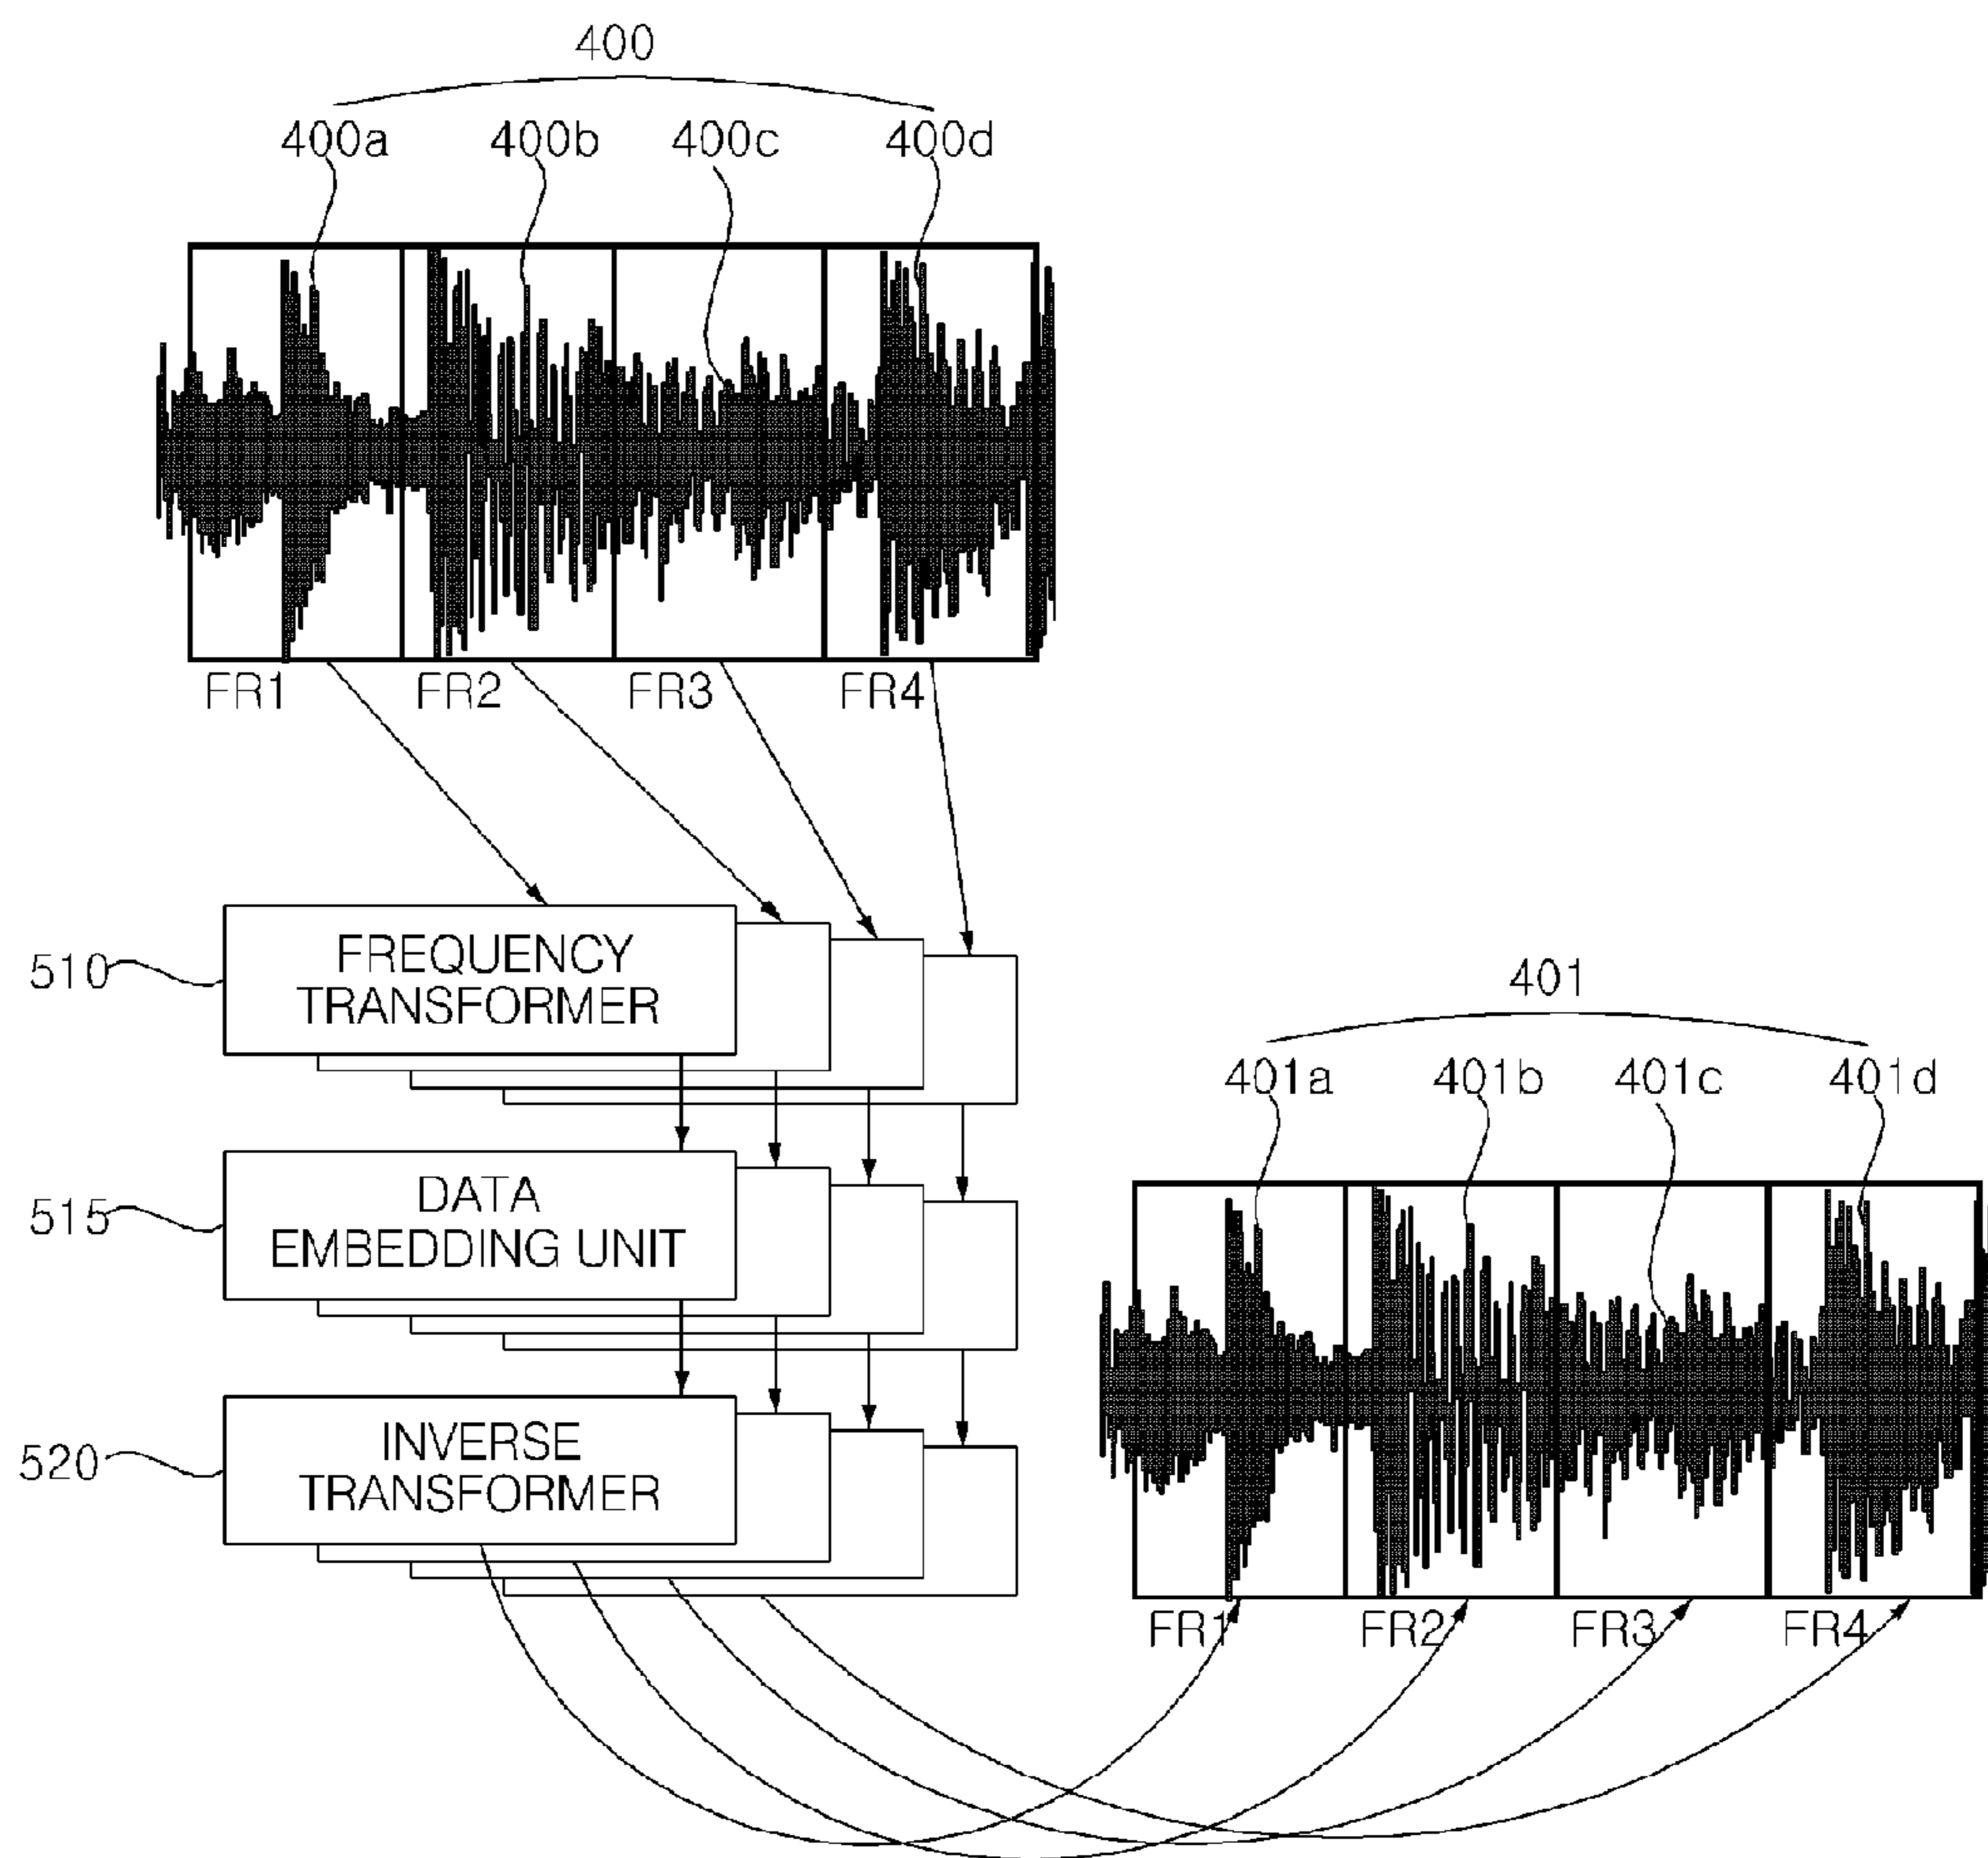 400
400a 400b 400c 400d
FR1 FR2 FR3 FR4
510
FREQUENCY
TRANSFORMER
401
401a 401b 401c 401d
515
DATA
EMBEDDING UNIT
520
INVERSE
TRANSFORMER
FR1 FR2 FR3 FR4